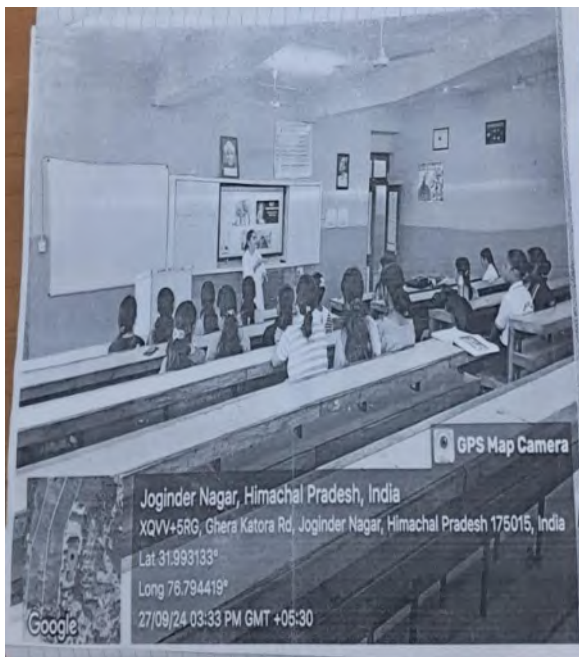 GPS Map Camera
Joginder Nagar, Himachal Pradesh, India
XQVV+5RG, Ghera Katora Rd, Joginder Nagar, Himachal Pradesh 175015, India
Lat 31.993133°
Long 76.794419°
27/09/24 03:33 PM GMT +05:30
Google